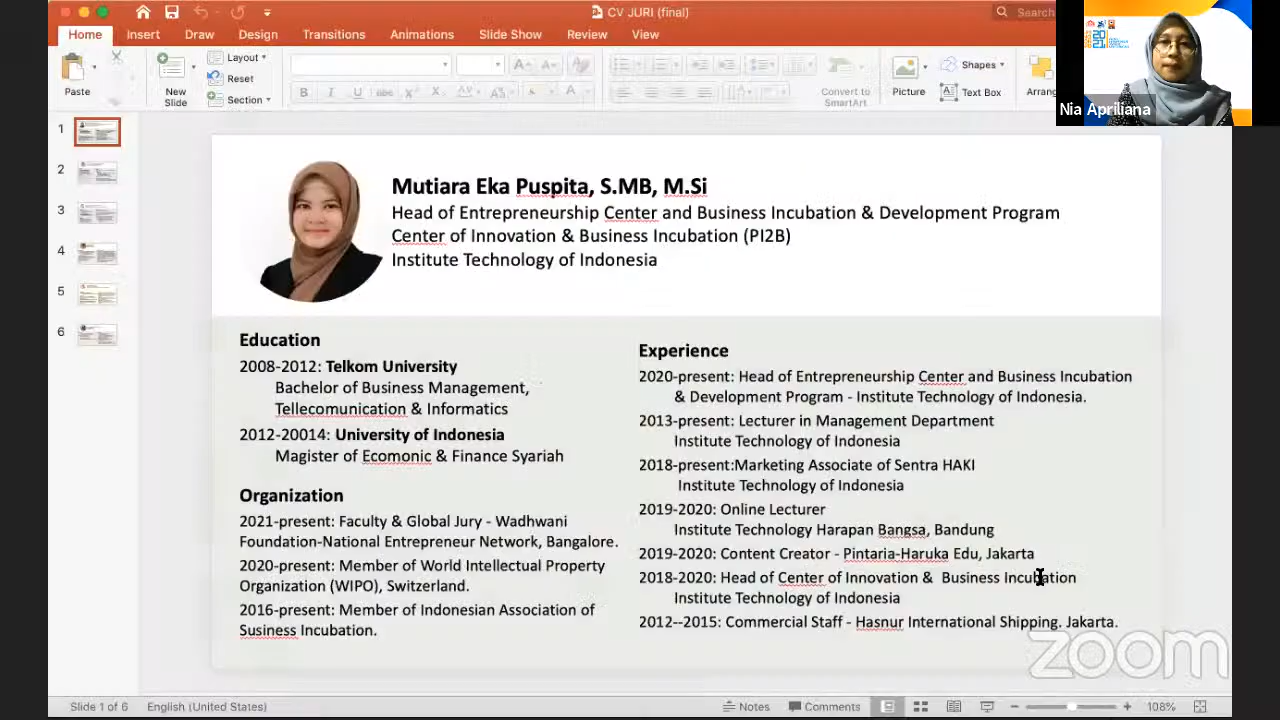 CV JURI (final)
Search
Home Insert Draw Design Transitions Animations Slide Show Review View
Paste
New
Slide
Layout
Reset
Section
B I U abc
Convert to
SmartArt
Picture
Shapes
Text Box
Arrang
Nia Apriliana
1
2
3
4
5
6
Mutiara Eka Puspita, S.MB, M.Si
Head of Entrepreneurship Center and Business Incubation & Development Program
Center of Innovation & Business Incubation (PI2B)
Institute Technology of Indonesia
Education
2008-2012: Telkom University
Bachelor of Business Management,
Tellecomunication & Informatics
2012-20014: University of Indonesia
Magister of Ecomonic & Finance Syariah
Organization
2021-present: Faculty & Global Jury - Wadhwani
Foundation-National Entrepreneur Network, Bangalore.
2020-present: Member of World Intellectual Property
Organization (WIPO), Switzerland.
2016-present: Member of Indonesian Association of
Susiness Incubation.
Experience
2020-present: Head of Entrepreneurship Center and Business Incubation
& Development Program - Institute Technology of Indonesia.
2013-present: Lecturer in Management Department
Institute Technology of Indonesia
2018-present:Marketing Associate of Sentra HAKI
Institute Technology of Indonesia
2019-2020: Online Lecturer
Institute Technology Harapan Bangsa, Bandung
2019-2020: Content Creator - Pintaria-Haruka Edu, Jakarta
2018-2020: Head of Center of Innovation &  Business Incubation
Institute Technology of Indonesia
2012--2015: Commercial Staff - Hasnur International Shipping. Jakarta.
zoom
Slide 1 of 6 English (United States) Notes Comments 108%